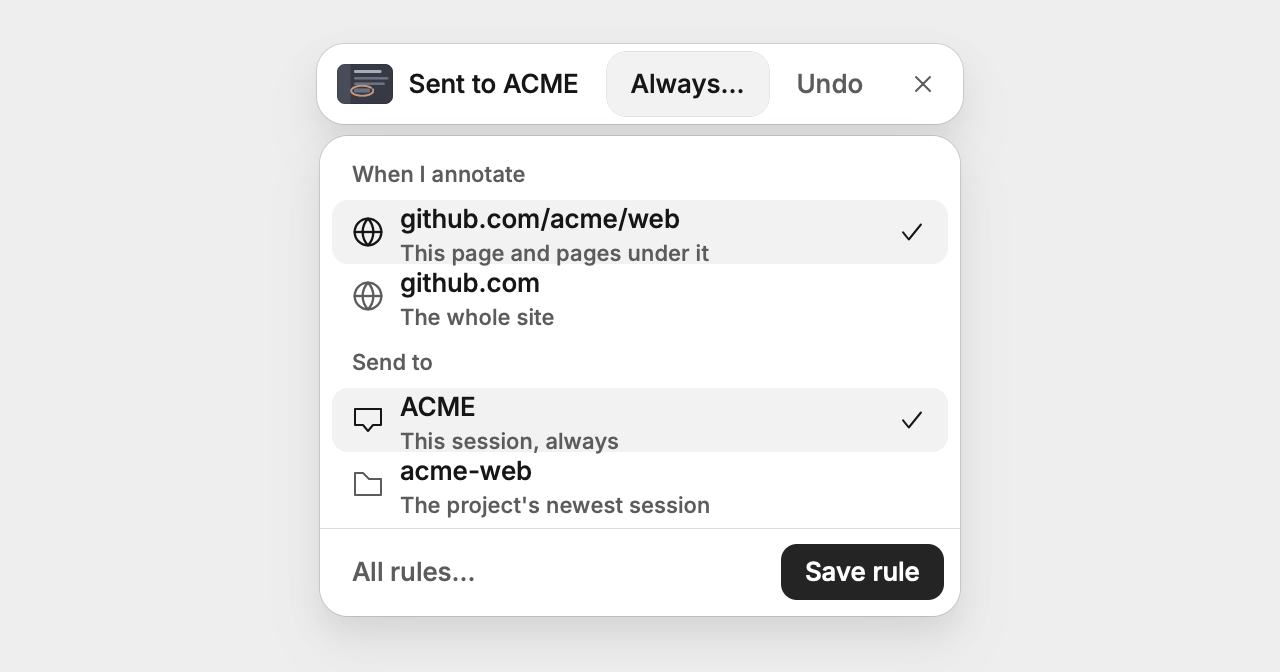 Sent to ACME Always... Undo
When I annotate
github.com/acme/web
This page and pages under it
github.com
The whole site
Send to
ACME
This session, always
acme-web
The project's newest session
All rules... Save rule